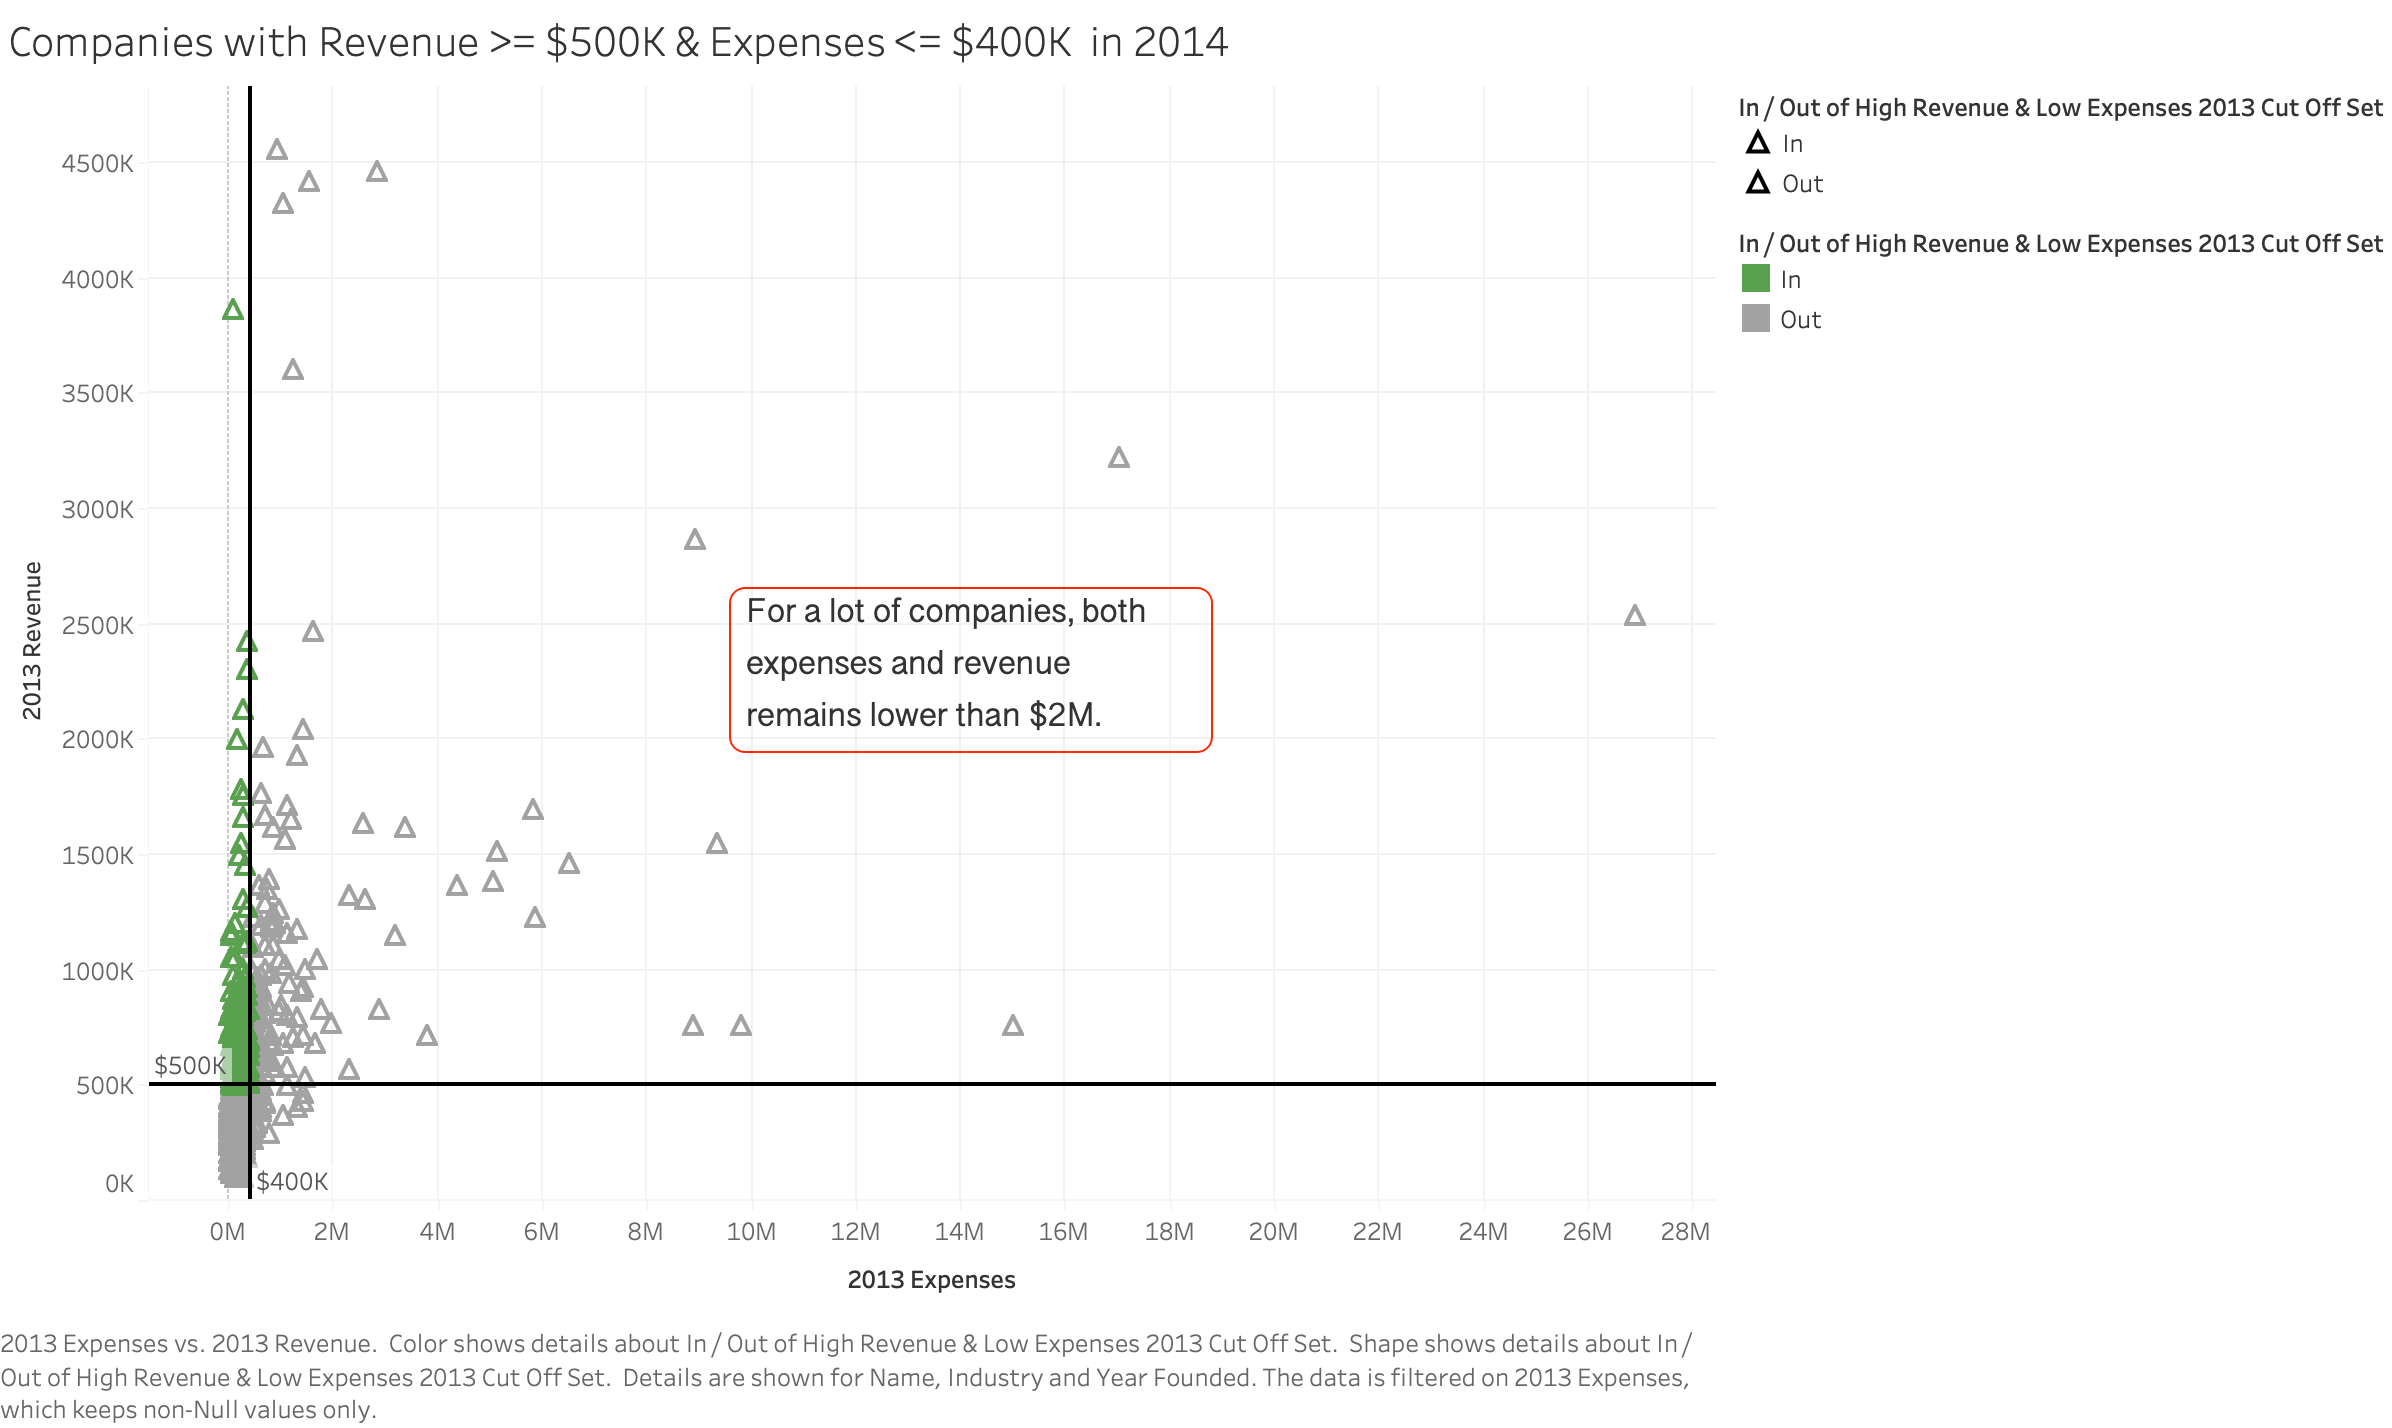 Companies with Revenue >= $500K & Expenses <= $400K  in 2014
In / Out of High Revenue & Low Expenses 2013 Cut Off Set
In
Out
In / Out of High Revenue & Low Expenses 2013 Cut Off Set
In
Out
2013 Revenue
4500K
4000K
3500K
3000K
2500K
2000K
1500K
1000K
500K
0K
For a lot of companies, both
expenses and revenue
remains lower than $2M.
$500K
$400K
0M
2M
4M
6M
8M
10M
12M
14M
16M
18M
20M
22M
24M
26M
28M
2013 Expenses
2013 Expenses vs. 2013 Revenue.  Color shows details about In / Out of High Revenue & Low Expenses 2013 Cut Off Set.  Shape shows details about In /
Out of High Revenue & Low Expenses 2013 Cut Off Set.  Details are shown for Name, Industry and Year Founded. The data is filtered on 2013 Expenses,
which keeps non-Null values only.